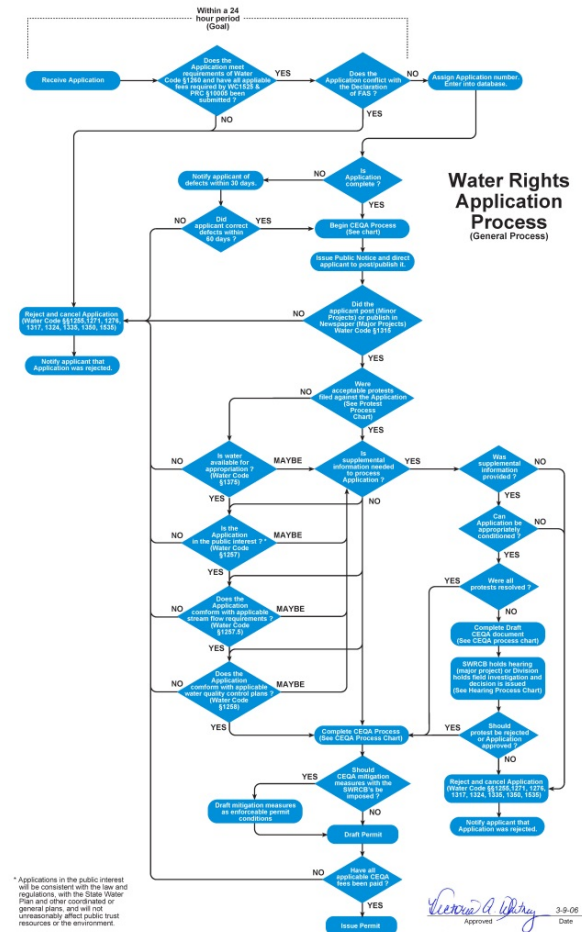 Within a 24
hour period
(Goal)
Receive Application
Does the
Application meet
requirements of Water
Code §1260 and have all appliable
fees required by WC1525 &
PRC §10005 been
submitted ?
YES
NO
Does the
Application conflict with
the Declaration
of FAS ?
NO
YES
Assign Application number.
Enter into database.
Water Rights
Application
Process
(General Process)
Is
Application
complete ?
NO
YES
Notify applicant of
defects within 30 days.
Did
applicant correct
defects within
60 days ?
NO
YES
Begin CEQA Process
(See chart)
Issue Public Notice and direct
applicant to post/publish it.
Did the
applicant post (Minor
Projects) or publish in
Newspaper (Major Projects)
Water Code §1315
NO
YES
Reject and cancel Application
(Water Code §§1255,1271, 1276,
1317, 1324, 1335, 1350, 1535)
Notify applicant that
Application was rejected.
Were
acceptable protests
filed against the Application
(See Protest
Process
Chart)
NO
YES
Is water
available for
appropriation ?
(Water Code
§1375)
NO
MAYBE
YES
Is
supplemental
information needed
to process
Application ?
YES
NO
Was
supplemental
information
provided ?
NO
YES
Is the
Application
in the public interest ? *
(Water Code
§1257)
NO
MAYBE
YES
Can
Application be
appropriately
conditioned ?
NO
YES
Does the
Application
comform with applicable
stream flow requirements ?
(Water Code
§1257.5)
NO
MAYBE
YES
Were all
protests resolved ?
YES
NO
Complete Draft
CEQA document
(See CEQA process chart)
SWRCB holds hearing
(major project) or Division
holds field investigation and
decision is issued
(See Hearing Process Chart)
Does the
Application
comform with applicable
water quality control plans ?
(Water Code
§1258)
NO
MAYBE
YES
Complete CEQA Process
(See CEQA Process Chart)
Should
protest be rejected
or Application
approved ?
YES
NO
Should
CEQA mitigation
measures with the
SWRCB's be
imposed ?
YES
NO
Reject and cancel Application
(Water Code §§1255,1271, 1276,
1317, 1324, 1335, 1350, 1535)
Notify applicant that
Application was rejected.
Draft mitigation measures
as enforceable permit
conditions
Draft Permit
Have all
applicable CEQA
fees been paid ?
NO
YES
Issue Permit
* Applications in the public interest
will be consistent with the law and
regulations, with the State Water
Plan and other coordinated or
general plans, and will not
unreasonably affect public trust
resources or the environment.
Victoria A Whitney
3-9-06
Approved
Date